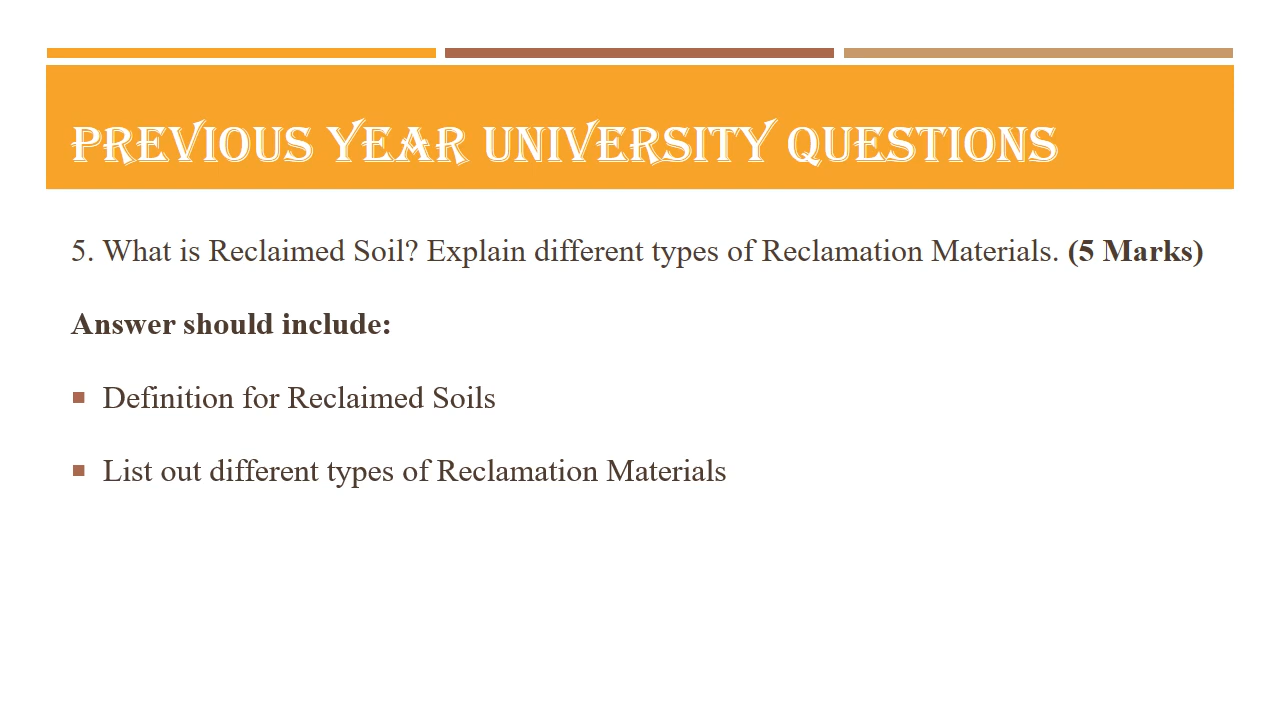 PREVIOUS YEAR UNIVERSITY QUESTIONS
5. What is Reclaimed Soil? Explain different types of Reclamation Materials. (5 Marks)
Answer should include:
Definition for Reclaimed Soils
List out different types of Reclamation Materials